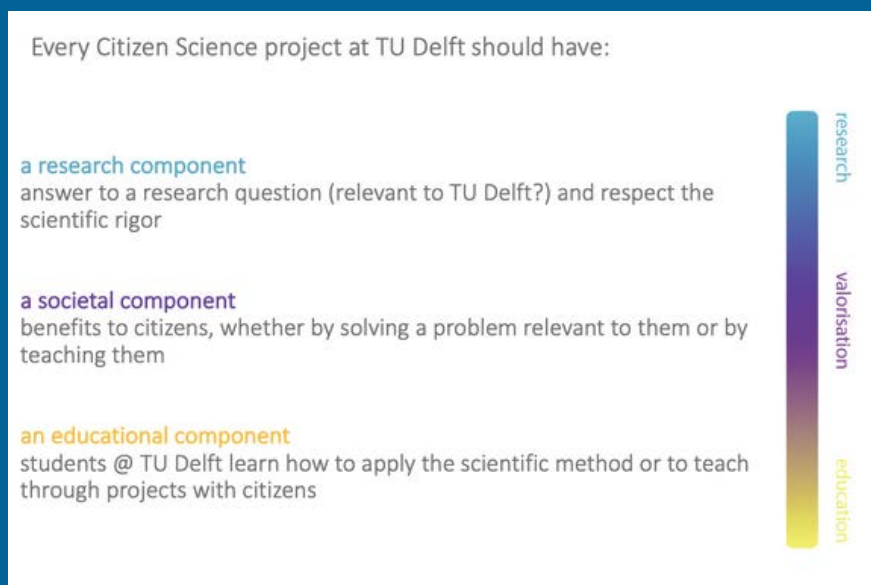 Every Citizen Science project at TU Delft should have:
a research component
answer to a research question (relevant to TU Delft?) and respect the
scientific rigor
a societal component
benefits to citizens, whether by solving a problem relevant to them or by
teaching them
an educational component
students @ TU Delft learn how to apply the scientific method or to teach
through projects with citizens
research
valorisation
education